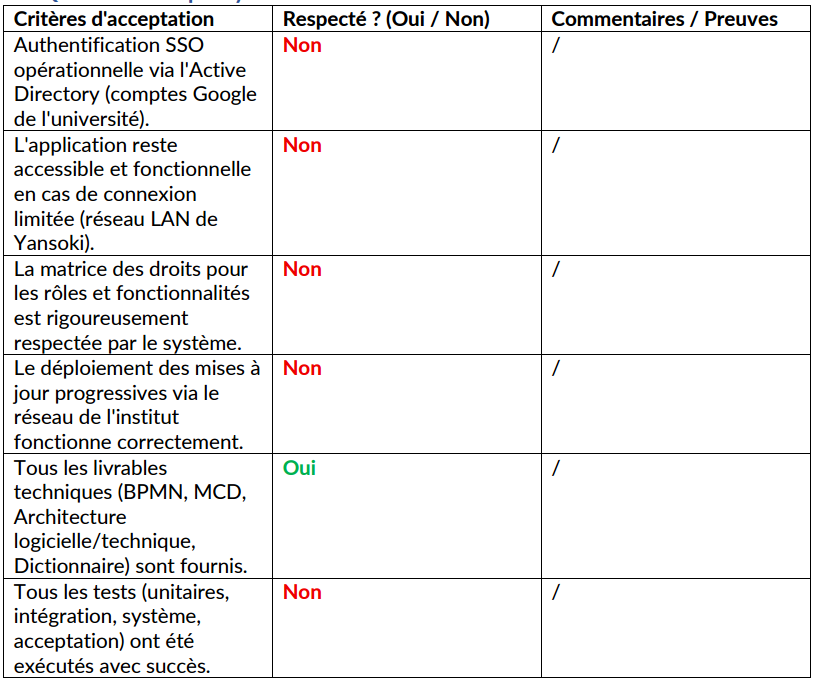 Critères d'acceptation
Respecté ? (Oui / Non)
Commentaires / Preuves
Authentification SSO
opérationnelle via l'Active
Directory (comptes Google
de l'université).
Non
/
L'application reste
accessible et fonctionnelle
en cas de connexion
limitée (réseau LAN de
Yansoki).
Non
/
La matrice des droits pour
les rôles et fonctionnalités
est rigoureusement
respectée par le système.
Non
/
Le déploiement des mises à
jour progressives via le
réseau de l'institut
fonctionne correctement.
Non
/
Tous les livrables
techniques (BPMN, MCD,
Architecture
logicielle/technique,
Dictionnaire) sont fournis.
Oui
/
Tous les tests (unitaires,
intégration, système,
acceptation) ont été
exécutés avec succès.
Non
/